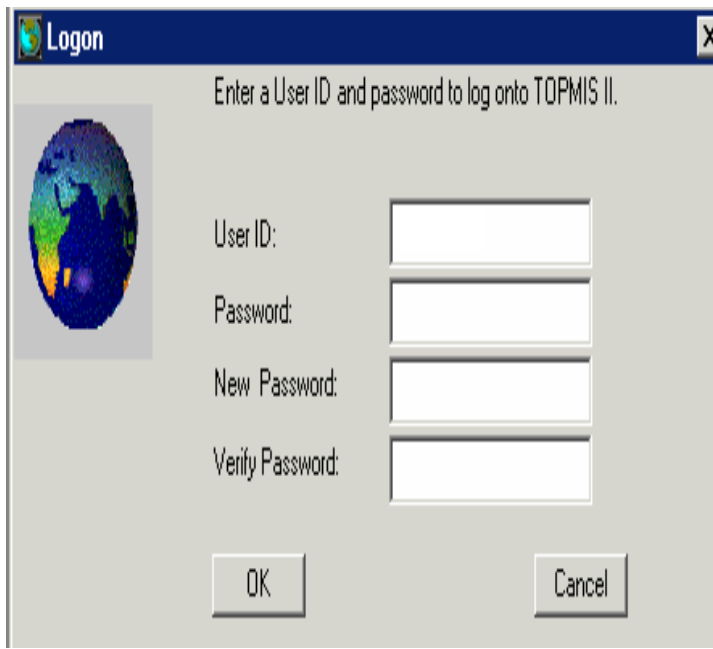 Logon
Enter a User ID and password to log onto TOPMIS II.
User ID:
Password:
New Password:
Verify Password:
OK
Cancel